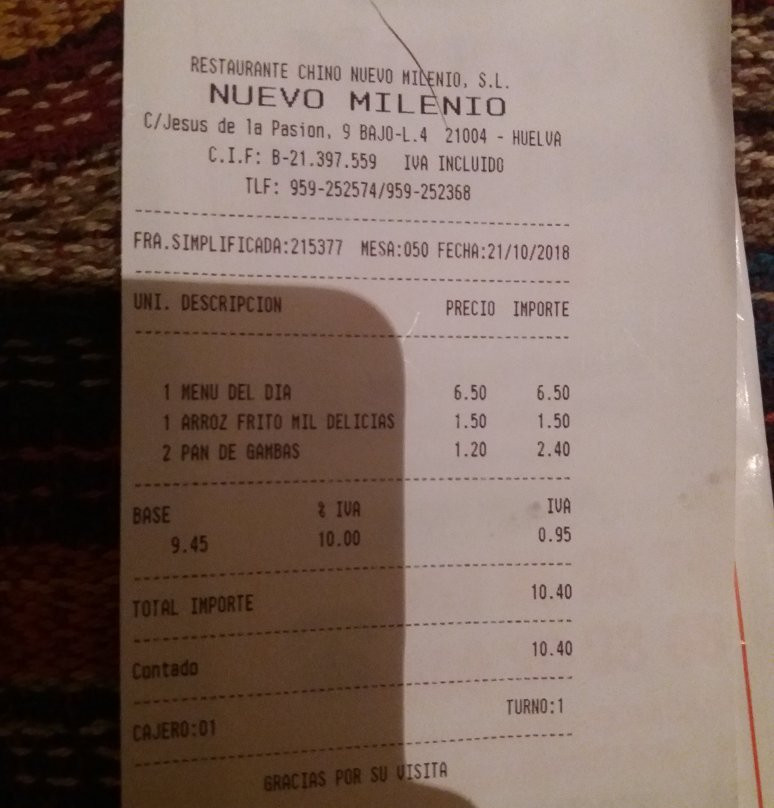 RESTAURANTE CHINO NUEVO MILENIO, S.L.
NUEVO MILENIO
C/Jesus de la Pasion, 9 BAJO-L.4 21004 - HUELVA
C.I.F: B-21.397.559 IVA INCLUIDO
TLF: 959-252574/959-252368
FRA.SIMPLIFICADA:215377 MESA:050 FECHA:21/10/2018
UNI. DESCRIPCION PRECIO IMPORTE
1 MENU DEL DIA 6.50 6.50
1 ARROZ FRITO MIL DELICIAS 1.50 1.50
2 PAN DE GAMBAS 1.20 2.40
BASE % IVA IVA
9.45 10.00 0.95
TOTAL IMPORTE 10.40
Contado 10.40
CAJERO:01 TURNO:1
GRACIAS POR SU VISITA